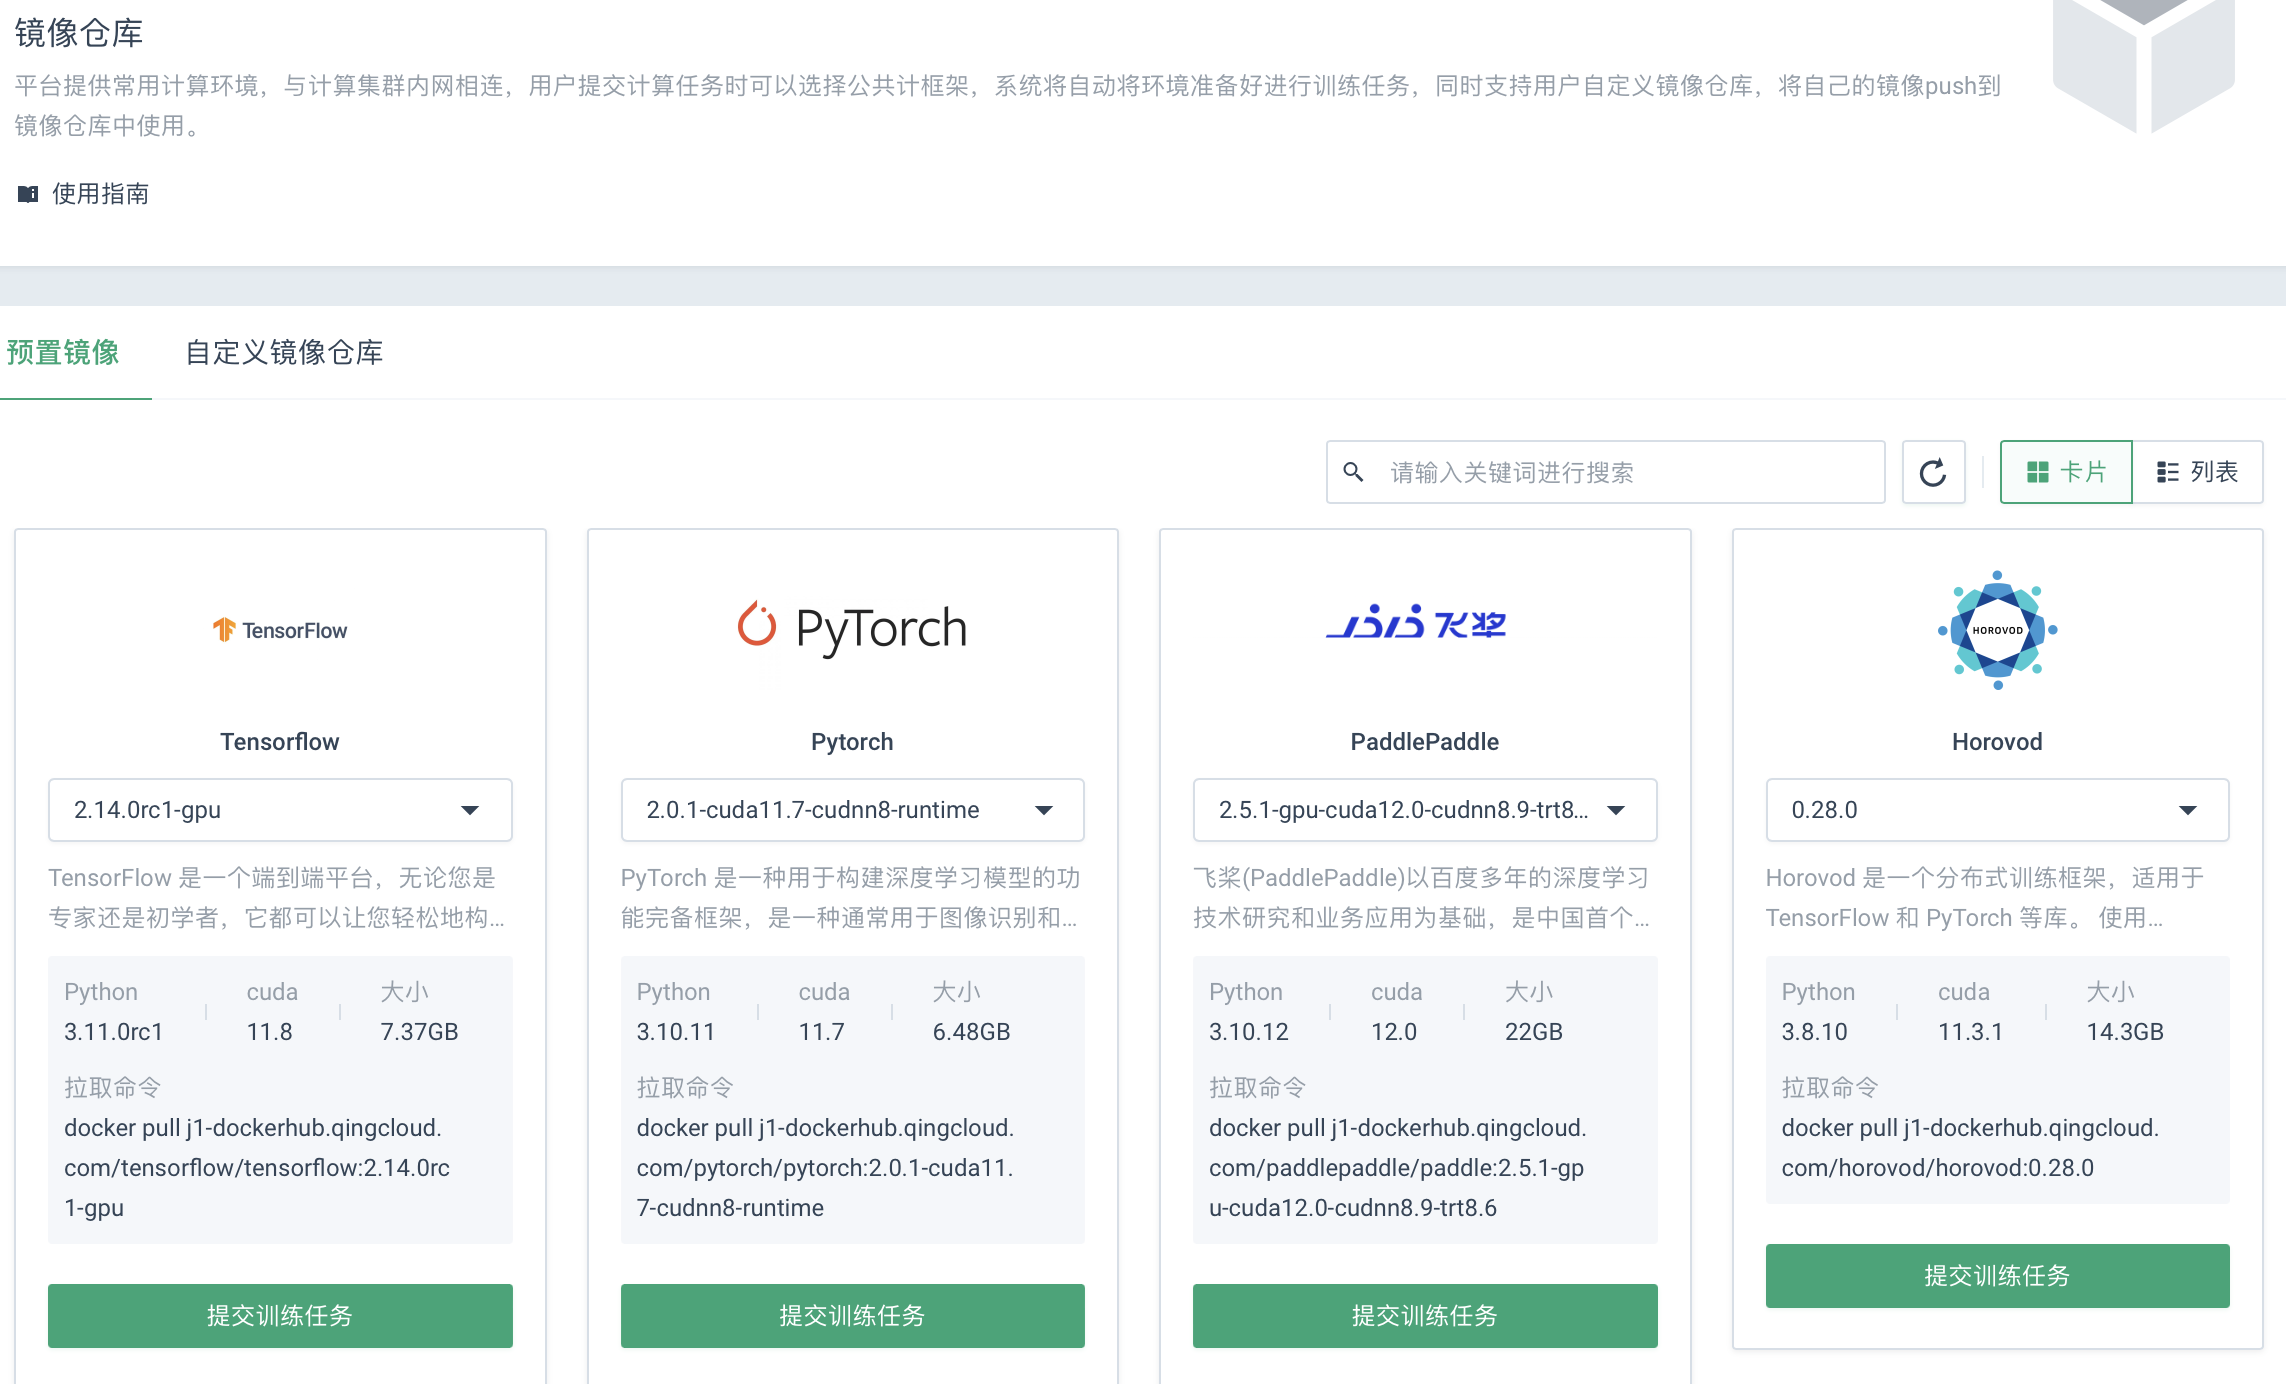 镜像仓库
平台提供常用计算环境，与计算集群内网相连，用户提交计算任务时可以选择公共计框架，系统将自动将环境准备好进行训练任务，同时支持用户自定义镜像仓库，将自己的镜像push到
镜像仓库中使用。
使用指南
预置镜像
自定义镜像仓库
请输入关键词进行搜索
卡片
列表
TensorFlow
Tensorflow
2.14.0rc1-gpu
TensorFlow 是一个端到端平台，无论您是
专家还是初学者，它都可以让您轻松地构...
Python cuda 大小
3.11.0rc1 11.8 7.37GB
拉取命令
docker pull j1-dockerhub.qingcloud.
com/tensorflow/tensorflow:2.14.0rc
1-gpu
提交训练任务
PyTorch
Pytorch
2.0.1-cuda11.7-cudnn8-runtime
PyTorch 是一种用于构建深度学习模型的功
能完备框架，是一种通常用于图像识别和...
Python cuda 大小
3.10.11 11.7 6.48GB
拉取命令
docker pull j1-dockerhub.qingcloud.
com/pytorch/pytorch:2.0.1-cuda11.
7-cudnn8-runtime
提交训练任务
飞桨
PaddlePaddle
2.5.1-gpu-cuda12.0-cudnn8.9-trt8...
飞桨(PaddlePaddle)以百度多年的深度学习
技术研究和业务应用为基础，是中国首个...
Python cuda 大小
3.10.12 12.0 22GB
拉取命令
docker pull j1-dockerhub.qingcloud.
com/paddlepaddle/paddle:2.5.1-gp
u-cuda12.0-cudnn8.9-trt8.6
提交训练任务
HOROVOD
Horovod
0.28.0
Horovod 是一个分布式训练框架，适用于
TensorFlow 和 PyTorch 等库。 使用...
Python cuda 大小
3.8.10 11.3.1 14.3GB
拉取命令
docker pull j1-dockerhub.qingcloud.
com/horovod/horovod:0.28.0
提交训练任务